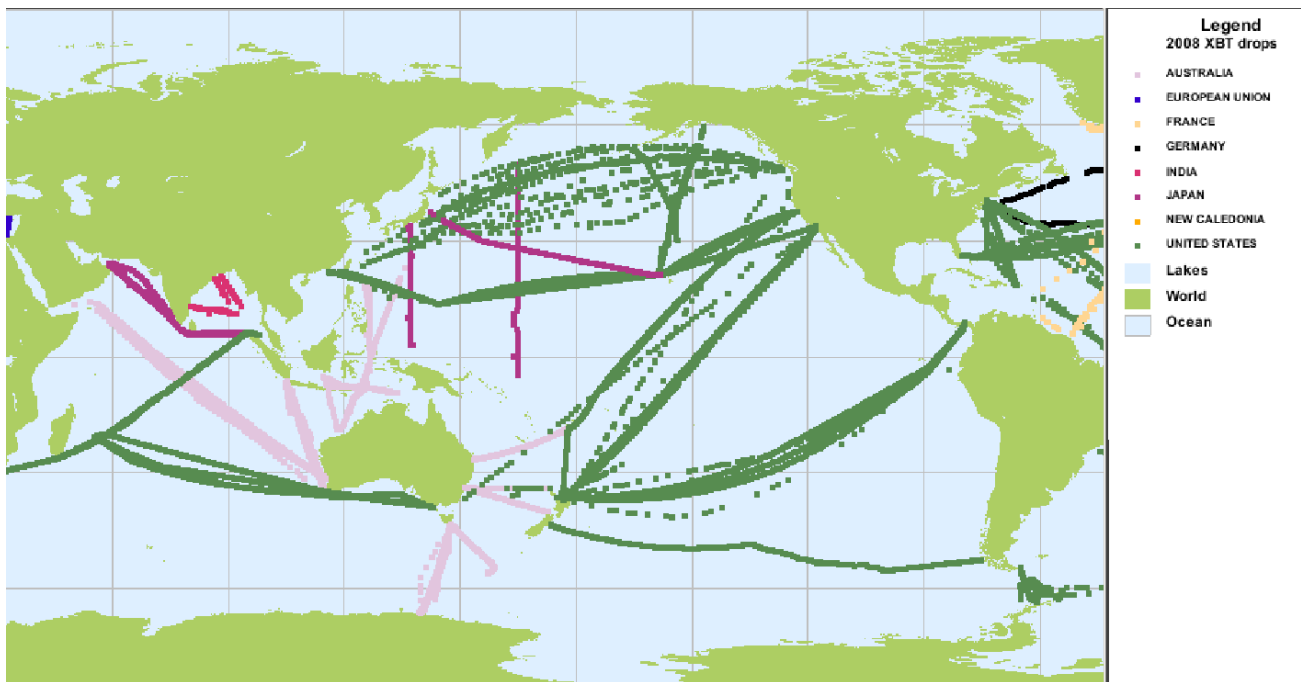 Legend
2008 XBT drops
AUSTRALIA
EUROPEAN UNION
FRANCE
GERMANY
INDIA
JAPAN
NEW CALEDONIA
UNITED STATES
Lakes
World
Ocean